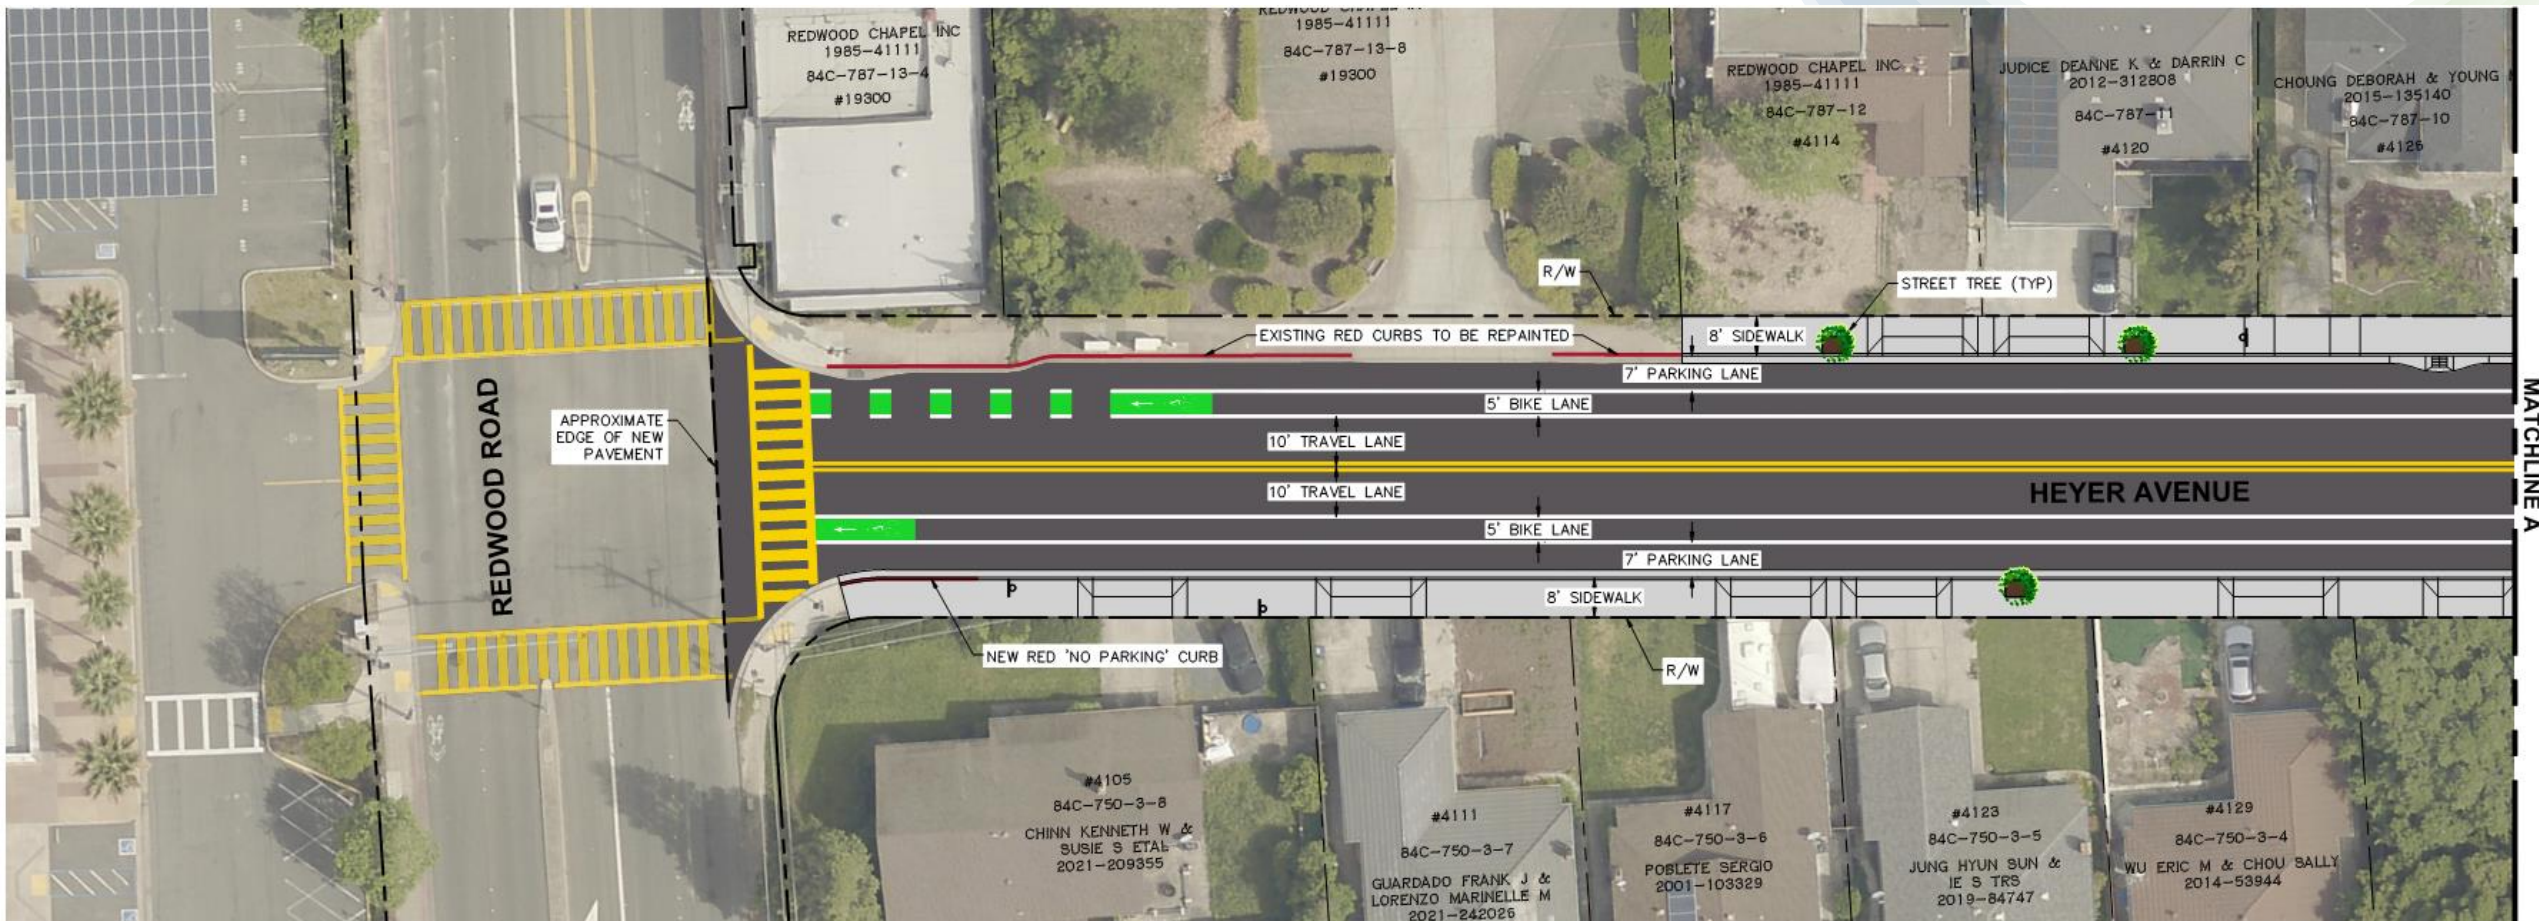 REDWOOD CHAPEL INC
1985-41111
84C-787-13-4
#19300
1985-41111
84C-787-13-8
#19300
REDWOOD CHAPEL INC
1985-41111
84C-787-12
#4114
JUDICE DEANNE K & DARRIN C
2012-312808
84C-787-11
#4120
CHOUNG DEBORAH & YOUNG
2015-135140
84C-787-10
#4126
R/W
STREET TREE (TYP)
EXISTING RED CURBS TO BE REPAINTED
8' SIDEWALK
7' PARKING LANE
5' BIKE LANE
10' TRAVEL LANE
10' TRAVEL LANE
5' BIKE LANE
7' PARKING LANE
8' SIDEWALK
HEYER AVENUE
MATCHLINE A
REDWOOD ROAD
APPROXIMATE
EDGE OF NEW
PAVEMENT
NEW RED 'NO PARKING' CURB
R/W
#4105
84C-750-3-8
CHINN KENNETH W &
SUSIE S ETAL
2021-209355
#4111
84C-750-3-7
GUARDADO FRANK J &
LORENZO MARINELLE M
2021-242026
#4117
84C-750-3-6
POBLETE SERGIO
2001-103329
#4123
84C-750-3-5
JUNG HYUN SUN &
IE S TRS
2019-84747
#4129
84C-750-3-4
WU ERIC M & CHOU SALLY
2014-53944